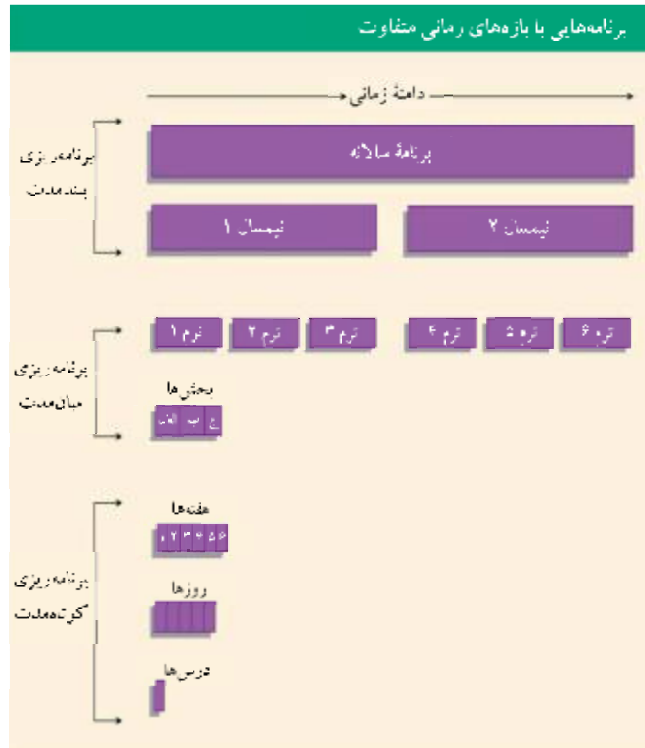 برنامه‌هایی با بازه‌های زمانی متفاوت
دامنهٔ زمانی
برنامه‌ریزی
بلندمدت
برنامهٔ سالانه
نیمسال ۱
نیمسال ۲
برنامه‌ریزی
میان‌مدت
ترم ۱
ترم ۲
ترم ۳
ترم ۴
ترم ۵
ترم ۶
بخش‌ها
الف ب ج
برنامه‌ریزی
کوتاه‌مدت
هفته‌ها
۱ ۲ ۳ ۴ ۵ ۶
روزها
درس‌ها